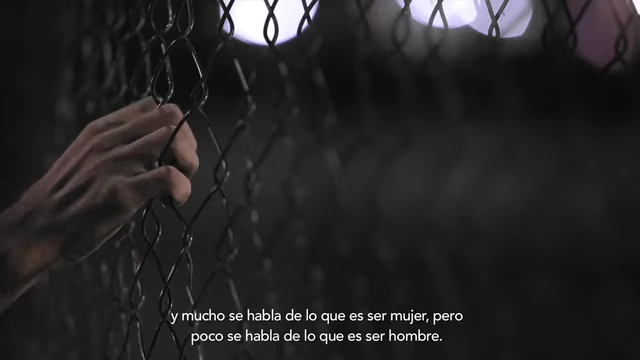 y mucho se habla de lo que es ser mujer, pero
poco se habla de lo que es ser hombre.